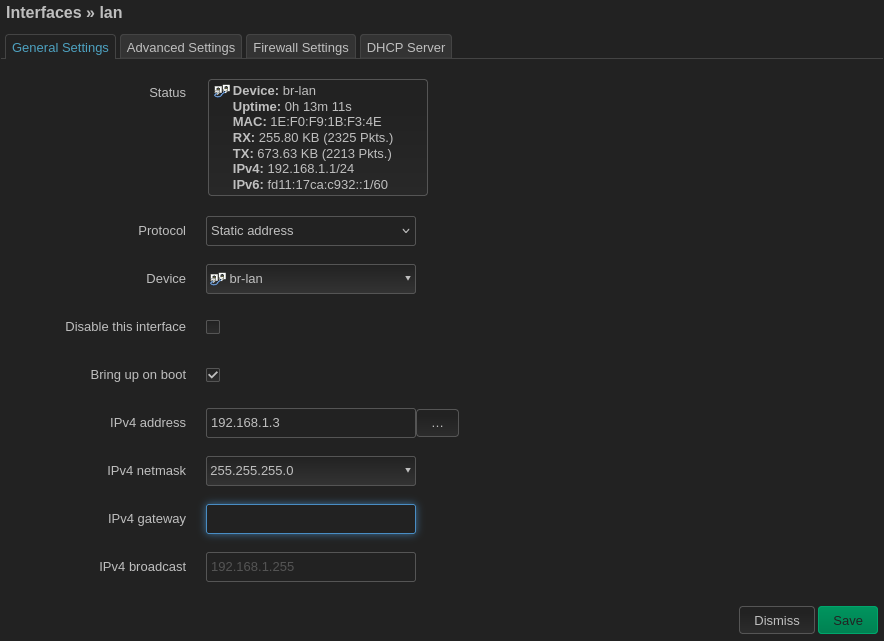 Interfaces » lan
General Settings Advanced Settings Firewall Settings DHCP Server
Status
Device: br-lan
Uptime: 0h 13m 11s
MAC: 1E:F0:F9:1B:F3:4E
RX: 255.80 KB (2325 Pkts.)
TX: 673.63 KB (2213 Pkts.)
IPv4: 192.168.1.1/24
IPv6: fd11:17ca:c932::1/60
Protocol Static address
Device br-lan
Disable this interface
Bring up on boot
IPv4 address 192.168.1.3 ...
IPv4 netmask 255.255.255.0
IPv4 gateway
IPv4 broadcast 192.168.1.255
Dismiss Save